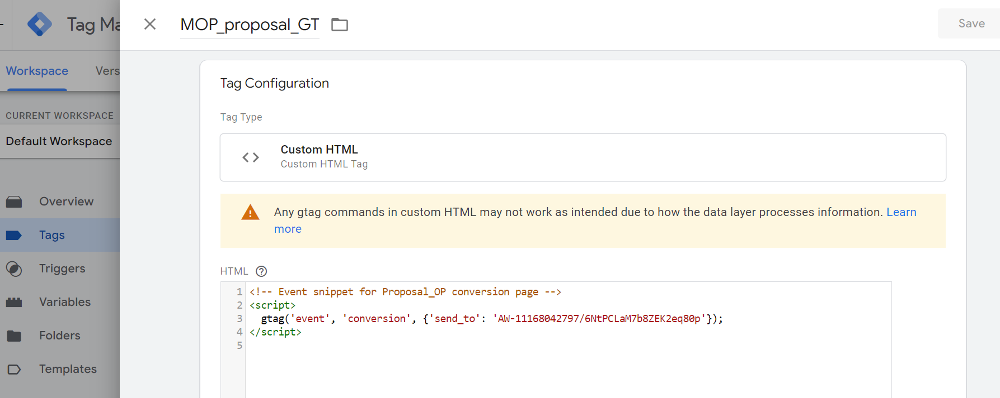 Tag Ma
MOP_proposal_GT
Save
Workspace
Vers
CURRENT WORKSPACE
Default Workspace
Overview
Tags
Triggers
Variables
Folders
Templates
Tag Configuration
Tag Type
Custom HTML
Custom HTML Tag
Any gtag commands in custom HTML may not work as intended due to how the data layer processes information. Learn
more
HTML
1 <!-- Event snippet for Proposal_OP conversion page -->
2 <script>
3 gtag('event', 'conversion', {'send_to': 'AW-11168042797/6NtPCLaM7b8ZEK2eq80p'});
4 </script>
5